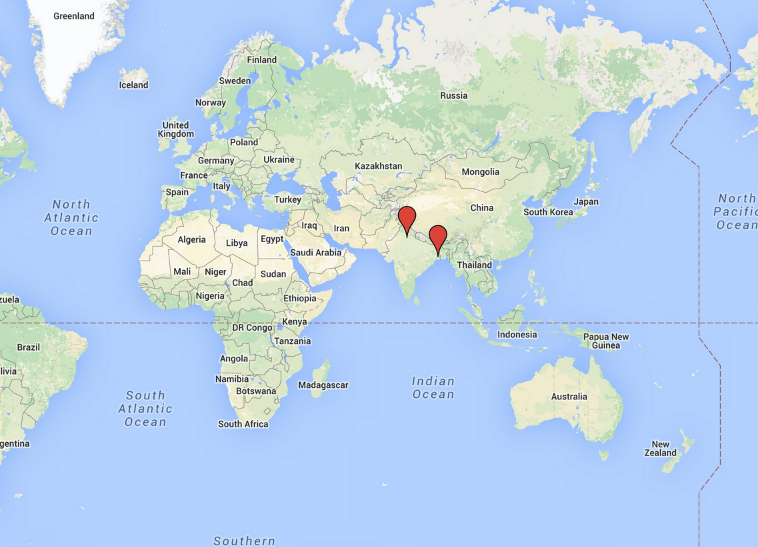 Greenland
Iceland
Finland
Sweden
Norway
Russia
United
Kingdom
Poland
Germany
Ukraine
France
Italy
Spain
Turkey
Kazakhstan
Mongolia
China
Japan
South Korea
North
Atlantic
Ocean
North
Pacific
Ocean
Iraq
Iran
Algeria
Libya
Egypt
Saudi Arabia
Mali
Niger
Chad
Sudan
Thailand
Nigeria
Ethiopia
zuela
DR Congo
Kenya
Tanzania
Indonesia
Papua New
Guinea
Brazil
livia
Angola
Namibia
Botswana
Madagascar
Indian
Ocean
South
Atlantic
Ocean
Australia
South Africa
gentina
New
Zealand
Southern